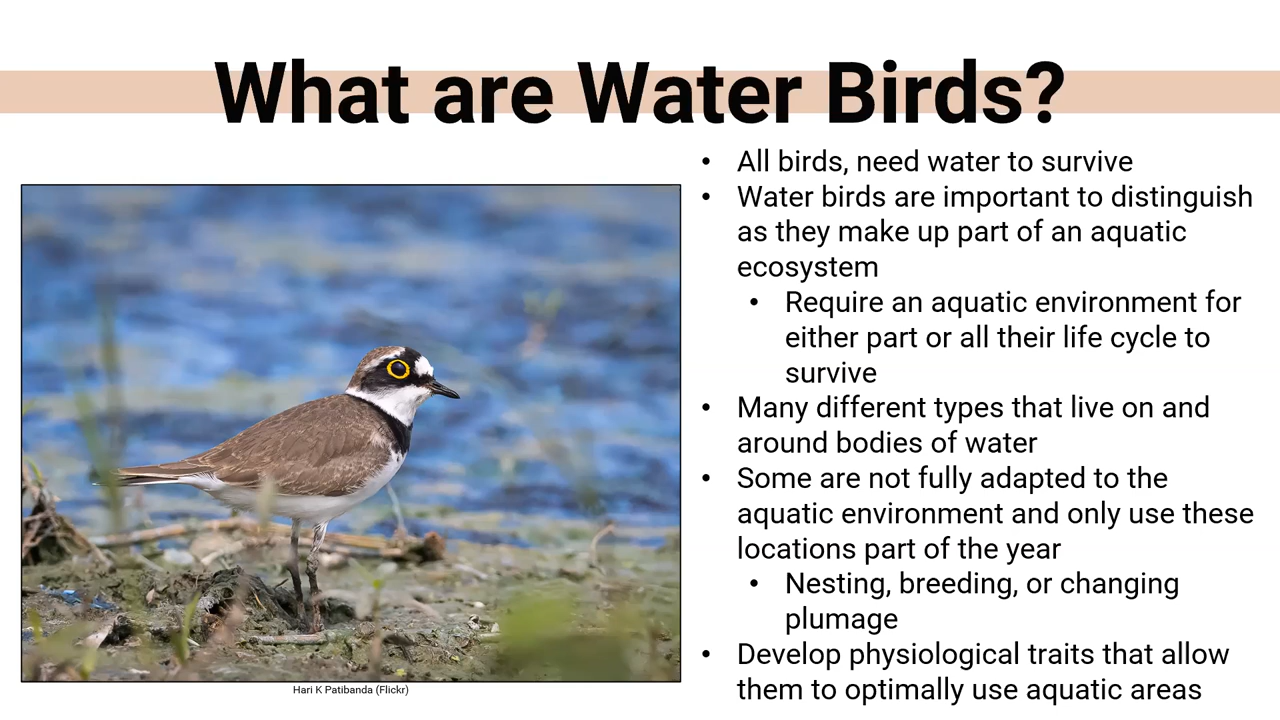 What are Water Birds?
• All birds, need water to survive
• Water birds are important to distinguish
as they make up part of an aquatic
ecosystem
• Require an aquatic environment for
either part or all their life cycle to
survive
• Many different types that live on and
around bodies of water
• Some are not fully adapted to the
aquatic environment and only use these
locations part of the year
• Nesting, breeding, or changing
plumage
• Develop physiological traits that allow
them to optimally use aquatic areas
Hari K Patibanda (Flickr)